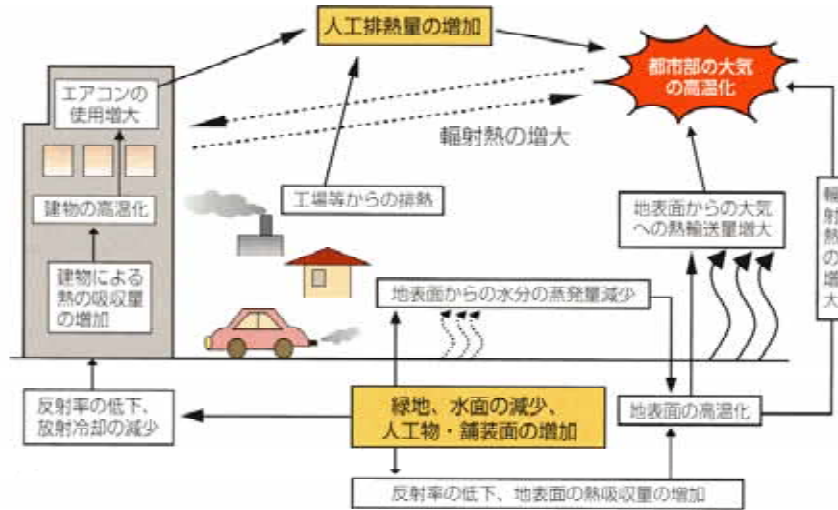 人工排熱量の増加
都市部の大気
の高温化
エアコンの
使用増大
輻射熱の増大
建物の高温化
工場等からの排熱
地表面からの大気
への熱輸送量増大
輻射熱の増大
建物による
熱の吸収量
の増加
地表面からの水分の蒸発量減少
反射率の低下、
放射冷却の減少
緑地、水面の減少、
人工物・舗装面の増加
地表面の高温化
反射率の低下、地表面の熱吸収量の増加